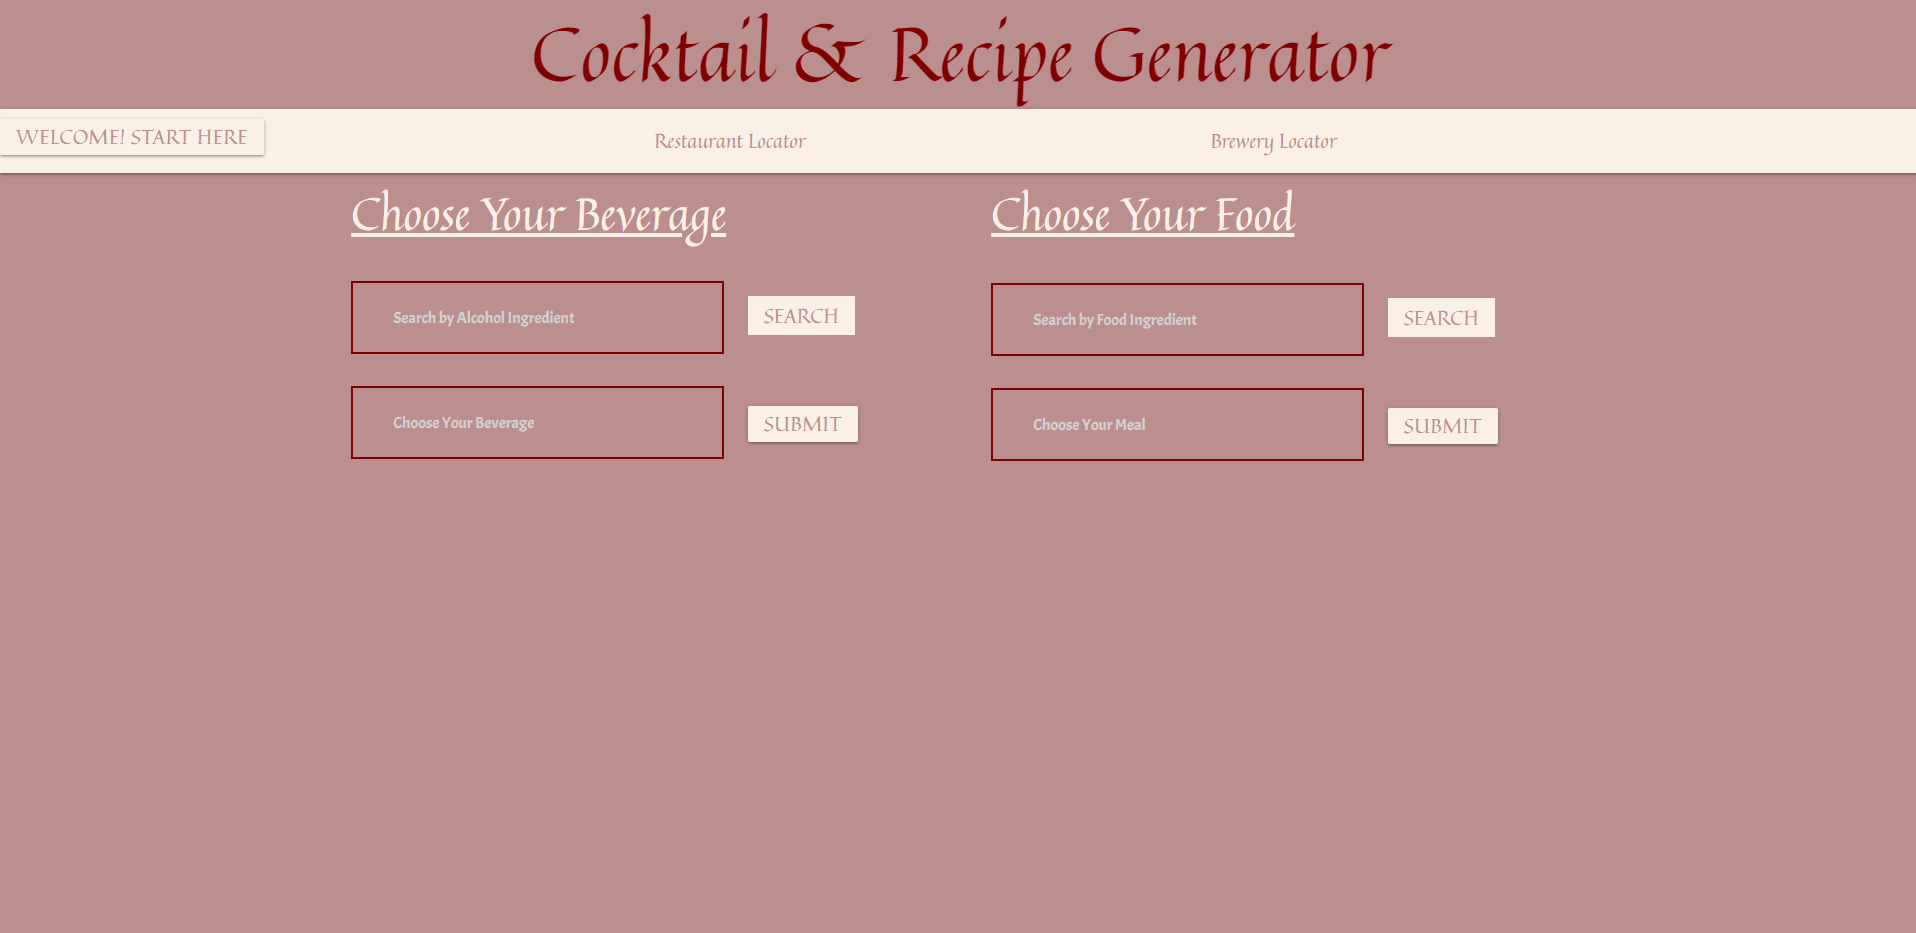 Cocktail & Recipe Generator
WELCOME! START HERE
Restaurant Locator
Brewery Locator
Choose Your Beverage
Search by Alcohol Ingredient
SEARCH
Choose Your Beverage
SUBMIT
Choose Your Food
Search by Food Ingredient
SEARCH
Choose Your Meal
SUBMIT